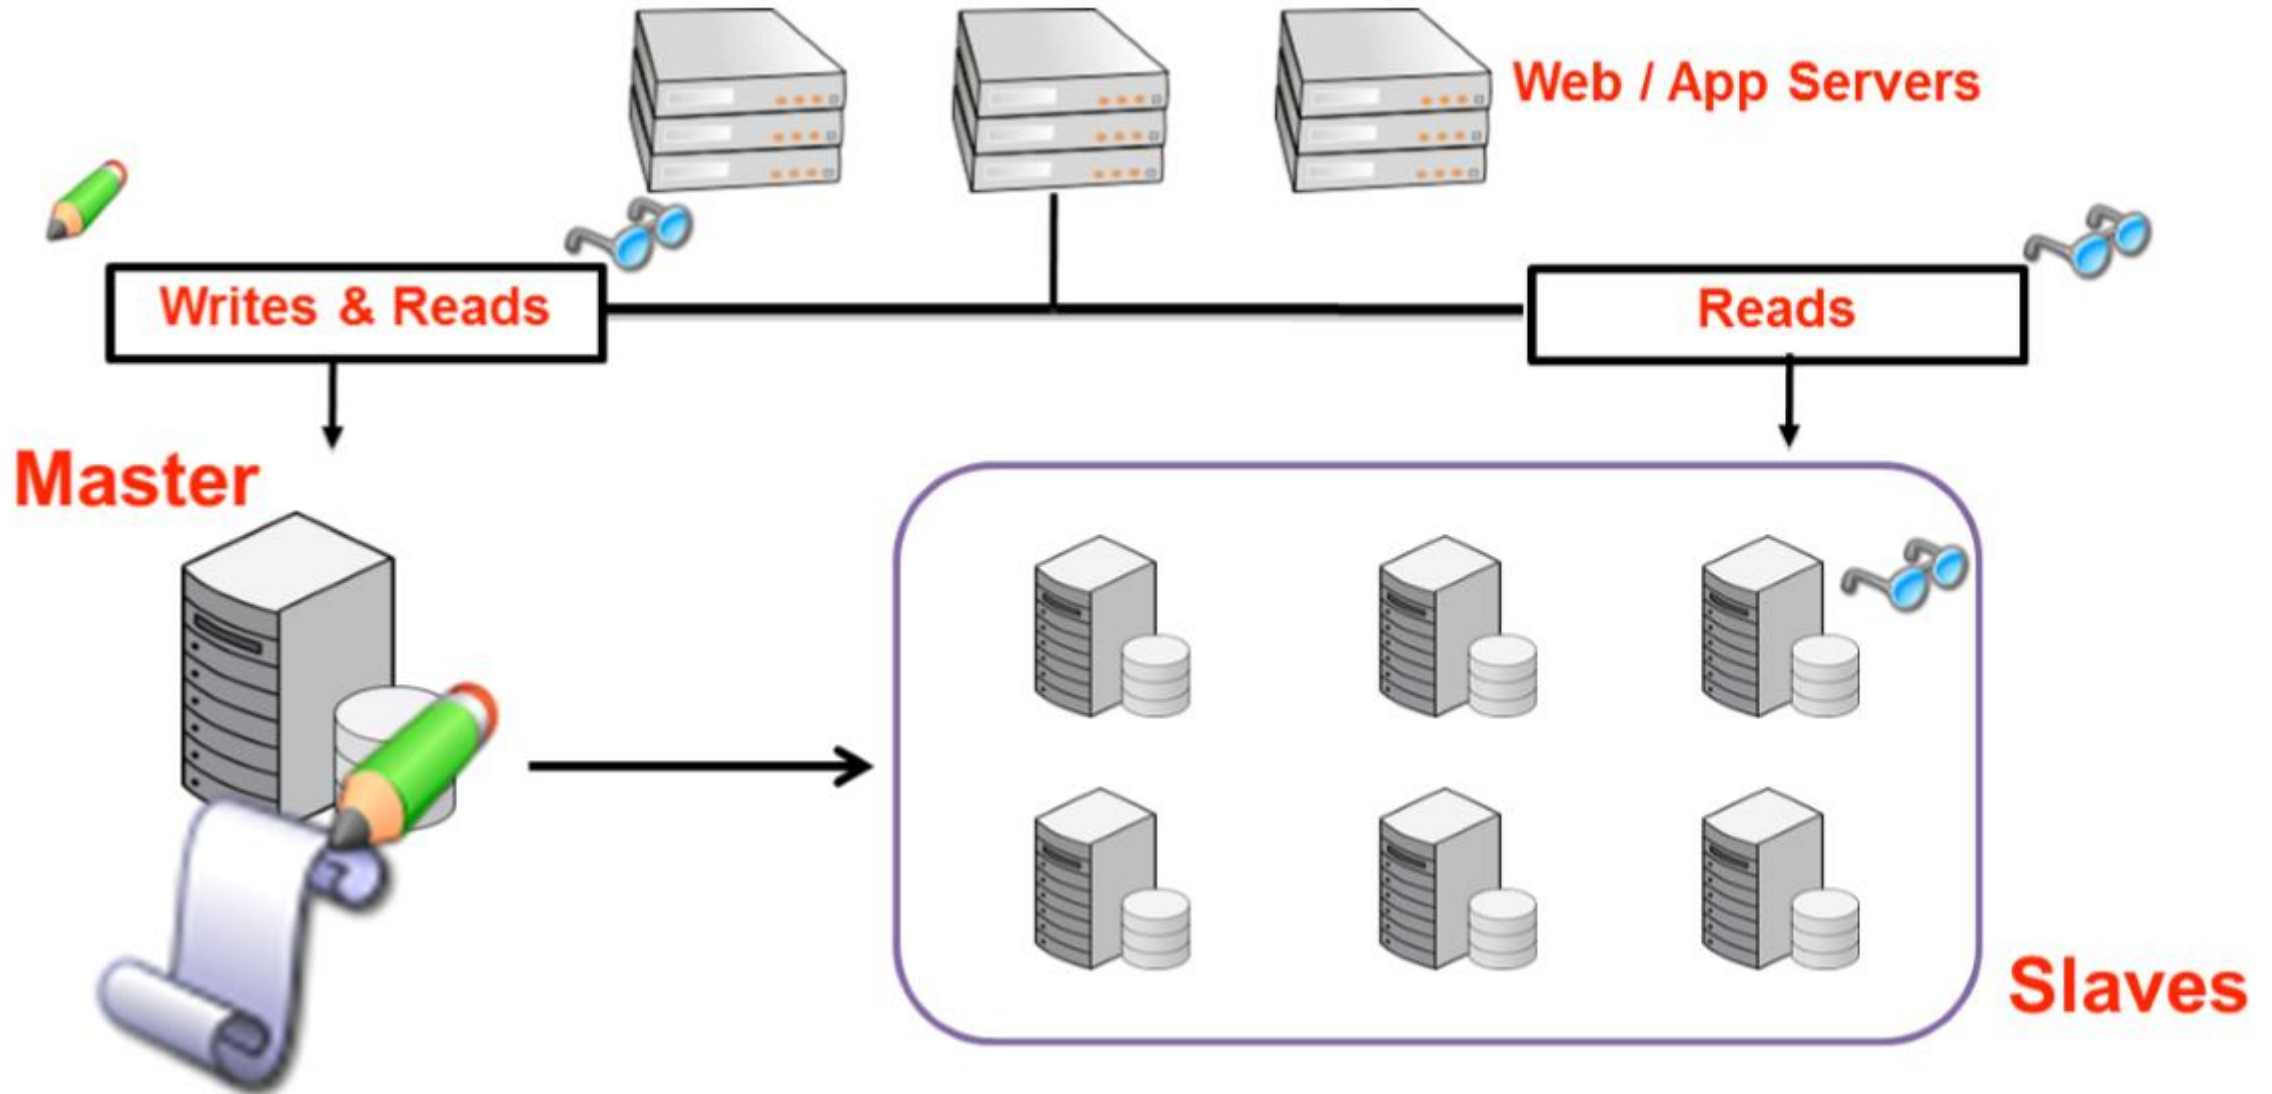 Web / App Servers
Writes & Reads
Reads
Master
Slaves